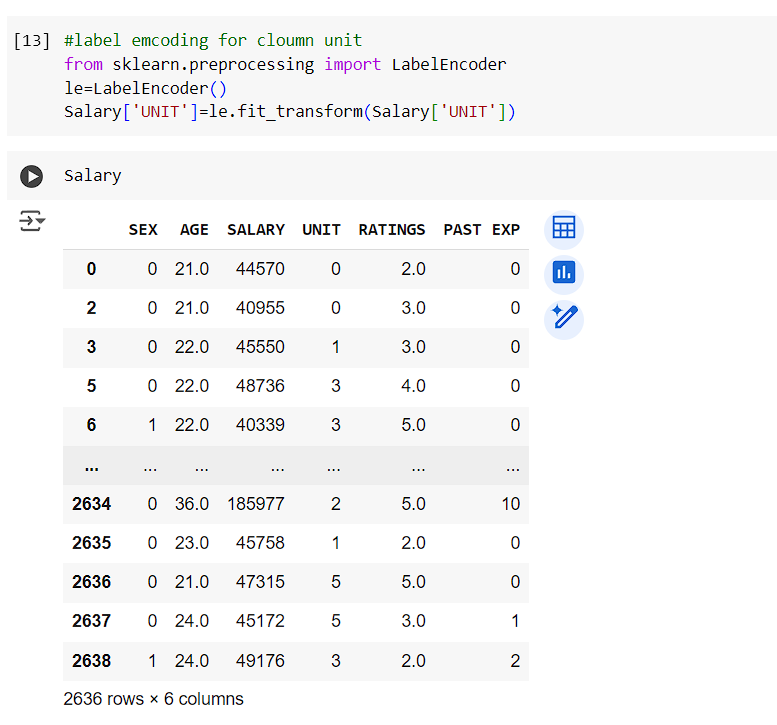 [13] #label emcoding for cloumn unit
from sklearn.preprocessing import LabelEncoder
le=LabelEncoder()
Salary['UNIT']=le.fit_transform(Salary['UNIT'])
Salary
SEX AGE SALARY UNIT RATINGS PAST EXP
0 0 21.0 44570 0 2.0 0
2 0 21.0 40955 0 3.0 0
3 0 22.0 45550 1 3.0 0
5 0 22.0 48736 3 4.0 0
6 1 22.0 40339 3 5.0 0
... ... ... ... ... ... ...
2634 0 36.0 185977 2 5.0 10
2635 0 23.0 45758 1 2.0 0
2636 0 21.0 47315 5 5.0 0
2637 0 24.0 45172 5 3.0 1
2638 1 24.0 49176 3 2.0 2
2636 rows × 6 columns